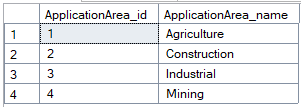 ApplicationArea_id ApplicationArea_name
1 1 Agriculture
2 2 Construction
3 3 Industrial
4 4 Mining